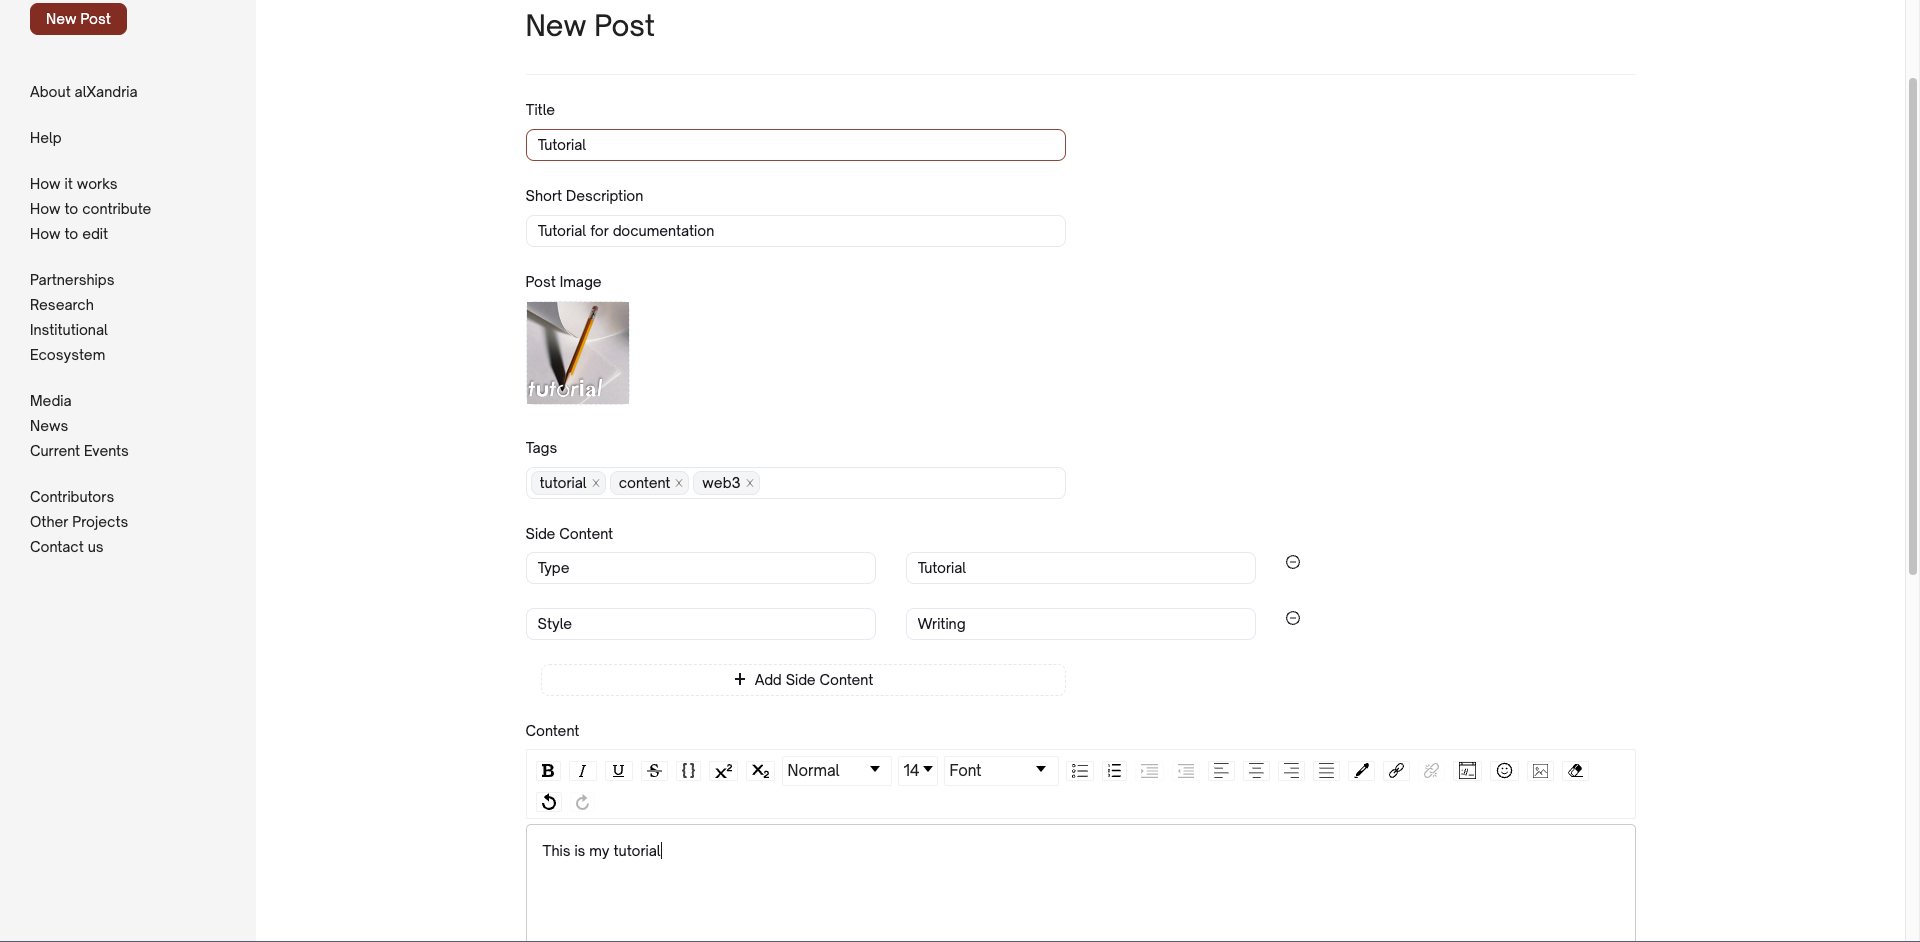 New Post
About alXandria
Help
How it works
How to contribute
How to edit
Partnerships
Research
Institutional
Ecosystem
Media
News
Current Events
Contributors
Other Projects
Contact us
New Post
Title
Tutorial
Short Description
Tutorial for documentation
Post Image
tutorial
Tags
tutorial x content x web3 x
Side Content
Type Tutorial
Style Writing
+ Add Side Content
Content
B I U S {} X² X₂ Normal 14 Font
This is my tutorial